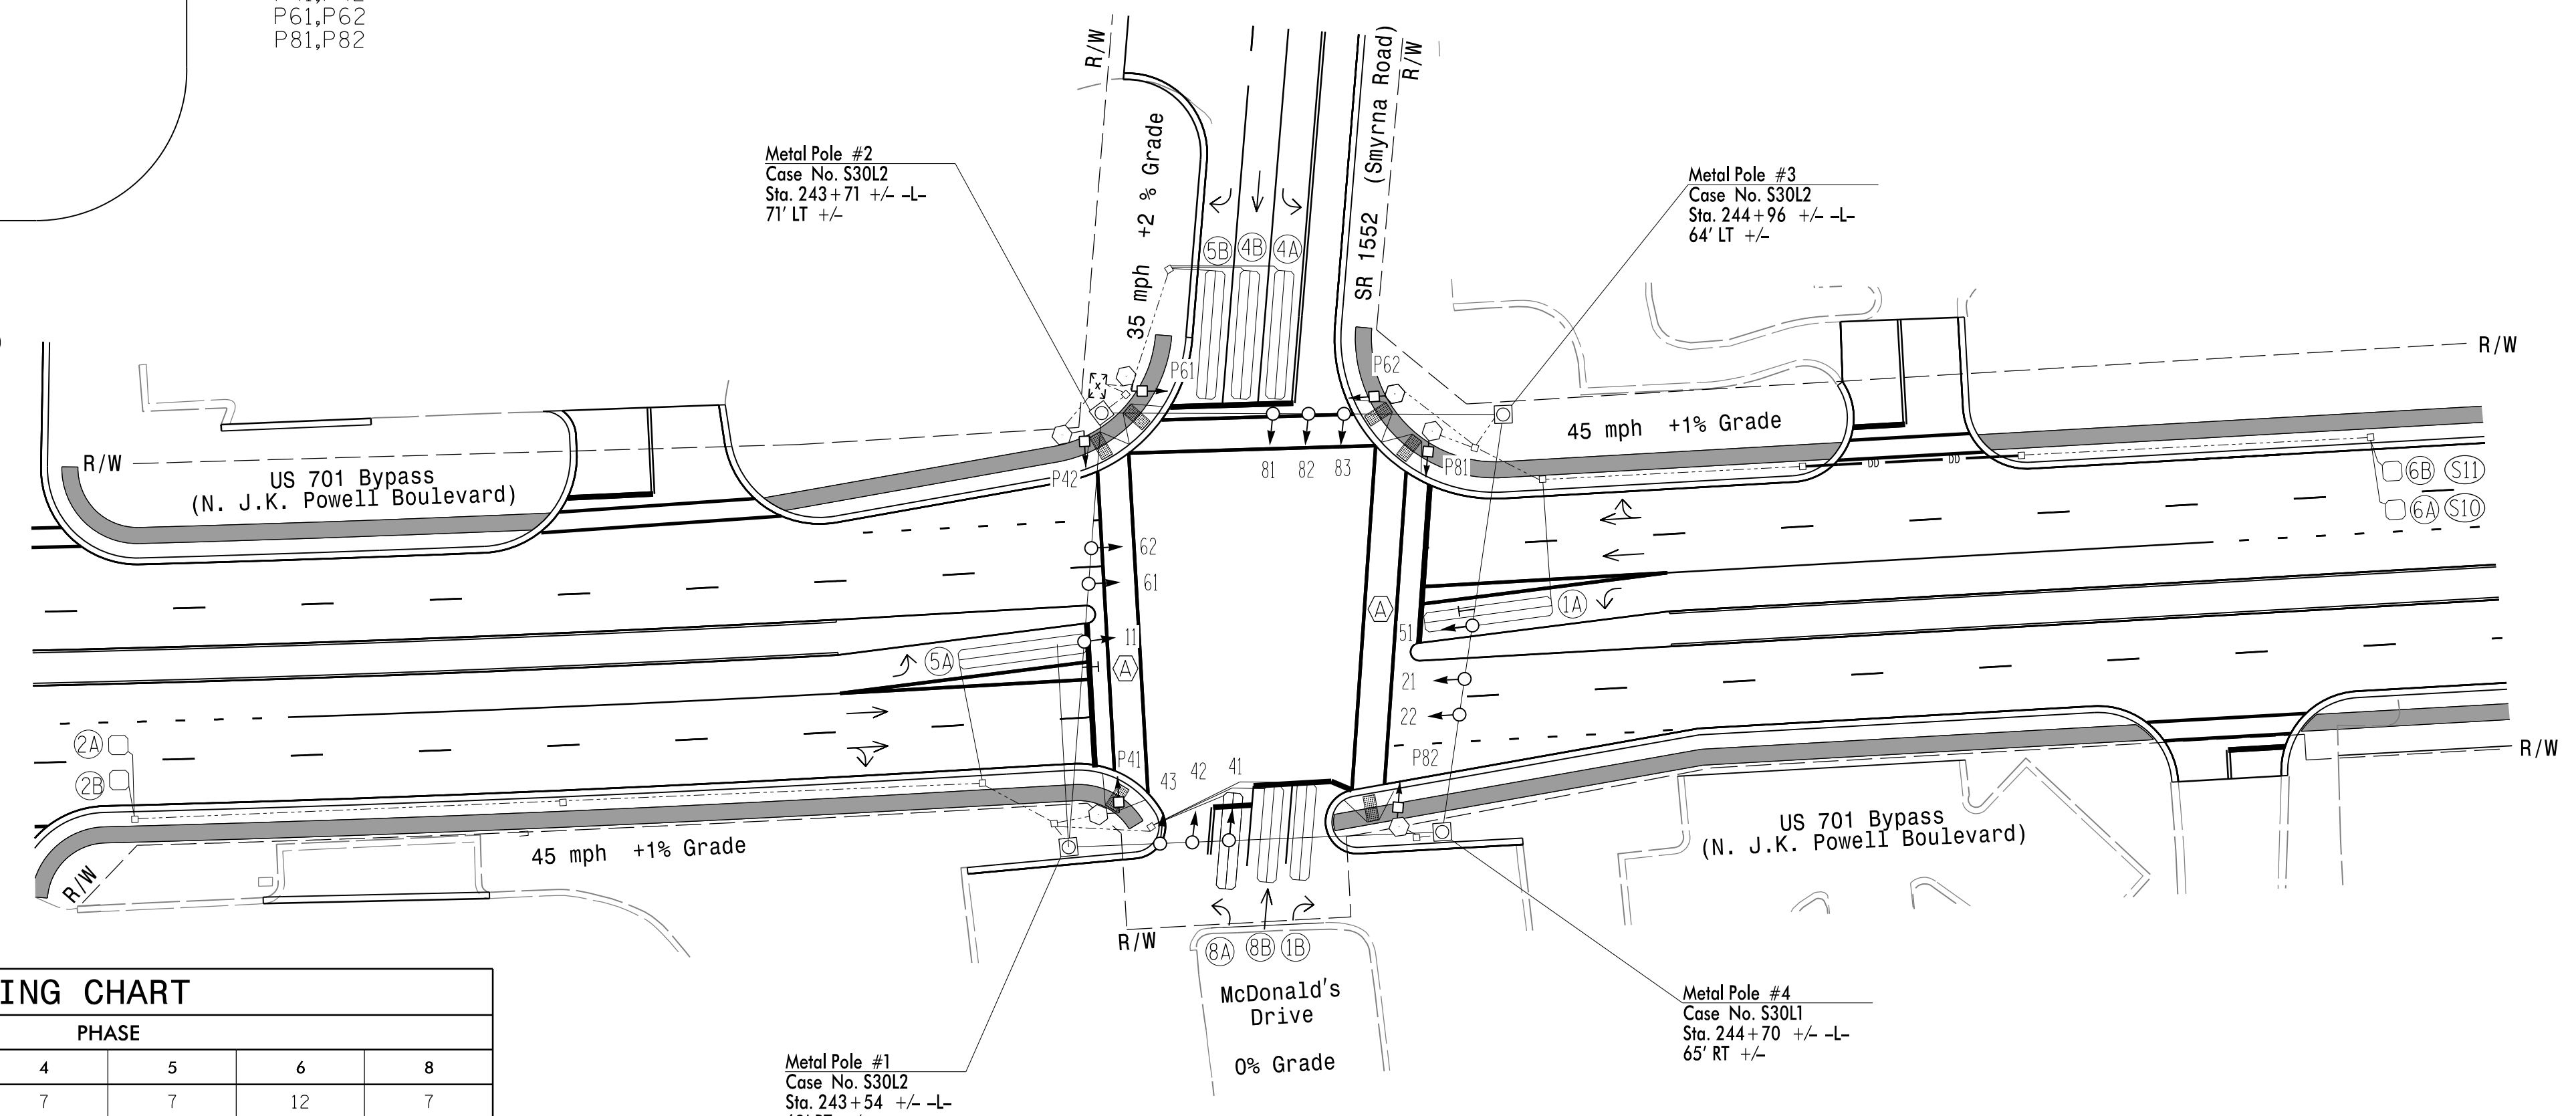 P61,P62
P81,P82
R/W
R/W
SR 1552 (Smyrna Road)
35 mph +2 % Grade
Metal Pole #2
Case No. S30L2
Sta. 243+71 +/- -L-
71' LT +/-
Metal Pole #3
Case No. S30L2
Sta. 244+96 +/- -L-
64' LT +/-
5B
4B
4A
P61
P62
P42
P81
81
82
83
R/W
US 701 Bypass
(N. J.K. Powell Boulevard)
45 mph +1% Grade
R/W
6B
S11
6A
S10
62
61
11
A
A
51
1A
21
22
5A
2A
2B
P41
43
42
41
P82
R/W
45 mph +1% Grade
US 701 Bypass
(N. J.K. Powell Boulevard)
R/W
R/W
8A
8B
1B
McDonald's
Drive
0% Grade
ING CHART
PHASE
4
5
6
8
7
7
12
7
Metal Pole #1
Case No. S30L2
Sta. 243+54 +/- -L-
Metal Pole #4
Case No. S30L1
Sta. 244+70 +/- -L-
65' RT +/-